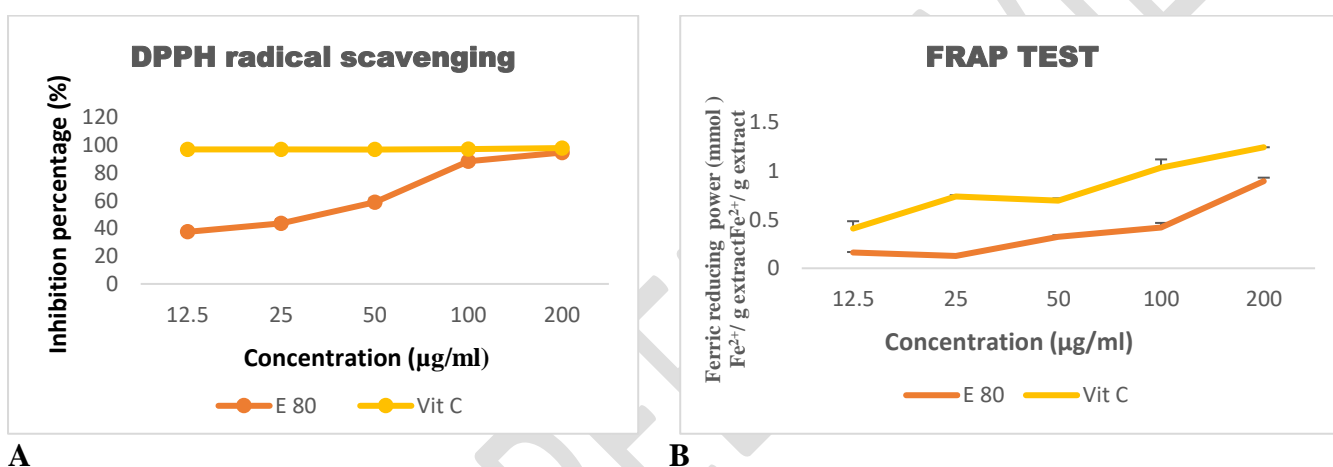 DPPH radical scavenging
Inhibition percentage (%)
120
100
80
60
40
20
0
12.5 25 50 100 200
Concentration (µg/ml)
E 80 Vit C
A
FRAP TEST
Ferric reducing power (mmol )
Fe²⁺/ g extractFe²⁺/ g extract
1.5
1
0.5
0
12.5 25 50 100 200
Concentration (µg/ml)
E 80 Vit C
B